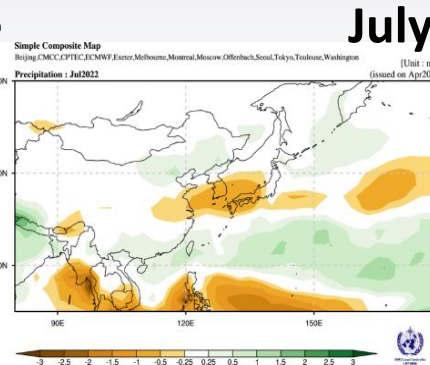 July
Simple Composite Map
Beijing,CMCC,CPTEC,ECMWF,Exeter,Melbourne,Montreal,Moscow,Offenbach,Seoul,Tokyo,Toulouse,Washington
[Unit :
Precipitation : Jul2022
(issued on Apr20
90E 120E 150E
-3 -2.5 -2 -1.5 -1 -0.5 -0.25 0.25 0.5 1 1.5 2 2.5 3